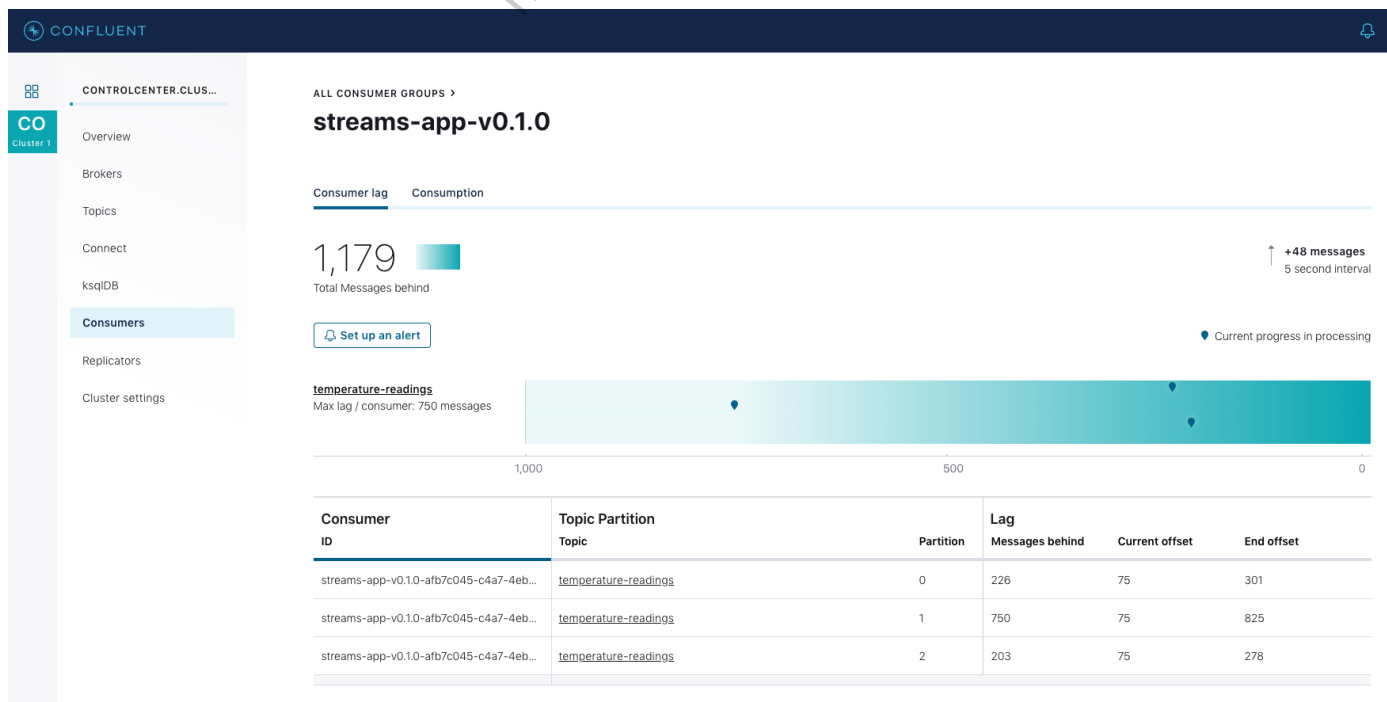 CONFLUENT
CONTROLCENTER.CLUS...
CO
Cluster 1
Overview
Brokers
Topics
Connect
ksqlDB
Consumers
Replicators
Cluster settings
ALL CONSUMER GROUPS >
streams-app-v0.1.0
Consumer lag Consumption
1,179
Total Messages behind
+48 messages
5 second interval
Set up an alert
Current progress in processing
temperature-readings
Max lag / consumer: 750 messages
1,000 500 0
Consumer Topic Partition Lag
ID Topic Partition Messages behind Current offset End offset
streams-app-v0.1.0-afb7c045-c4a7-4eb... temperature-readings 0 226 75 301
streams-app-v0.1.0-afb7c045-c4a7-4eb... temperature-readings 1 750 75 825
streams-app-v0.1.0-afb7c045-c4a7-4eb... temperature-readings 2 203 75 278